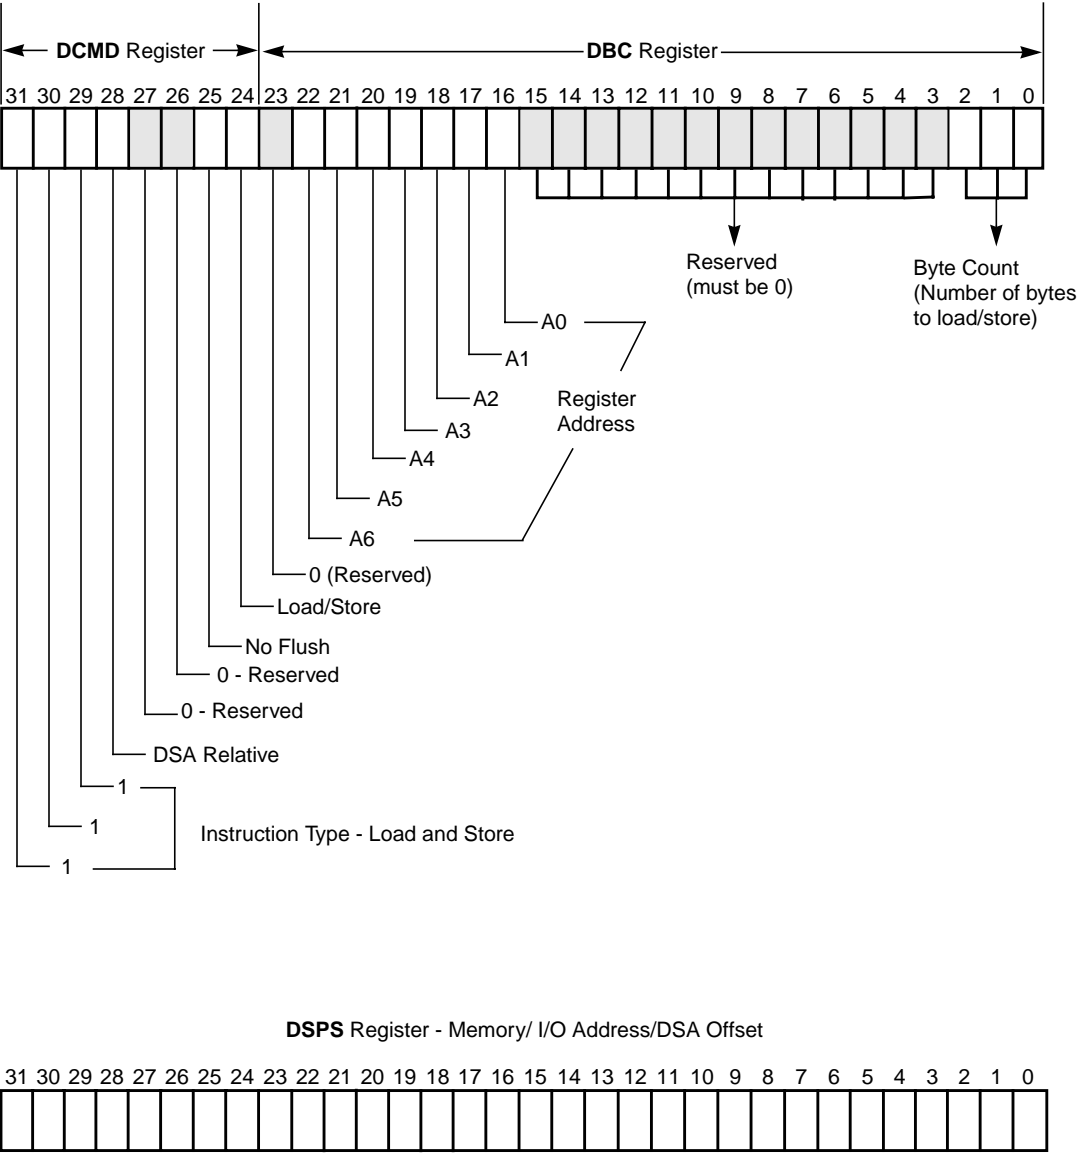 DCMD Register
DBC Register
31 30 29 28 27 26 25 24 23 22 21 20 19 18 17 16 15 14 13 12 11 10 9 8 7 6 5 4 3 2 1 0
Reserved
(must be 0)
Byte Count
(Number of bytes
to load/store)
A0
A1
A2
Register
Address
A3
A4
A5
A6
0 (Reserved)
Load/Store
No Flush
0 - Reserved
0 - Reserved
DSA Relative
1
1
Instruction Type - Load and Store
1
DSPS Register - Memory/ I/O Address/DSA Offset
31 30 29 28 27 26 25 24 23 22 21 20 19 18 17 16 15 14 13 12 11 10 9 8 7 6 5 4 3 2 1 0